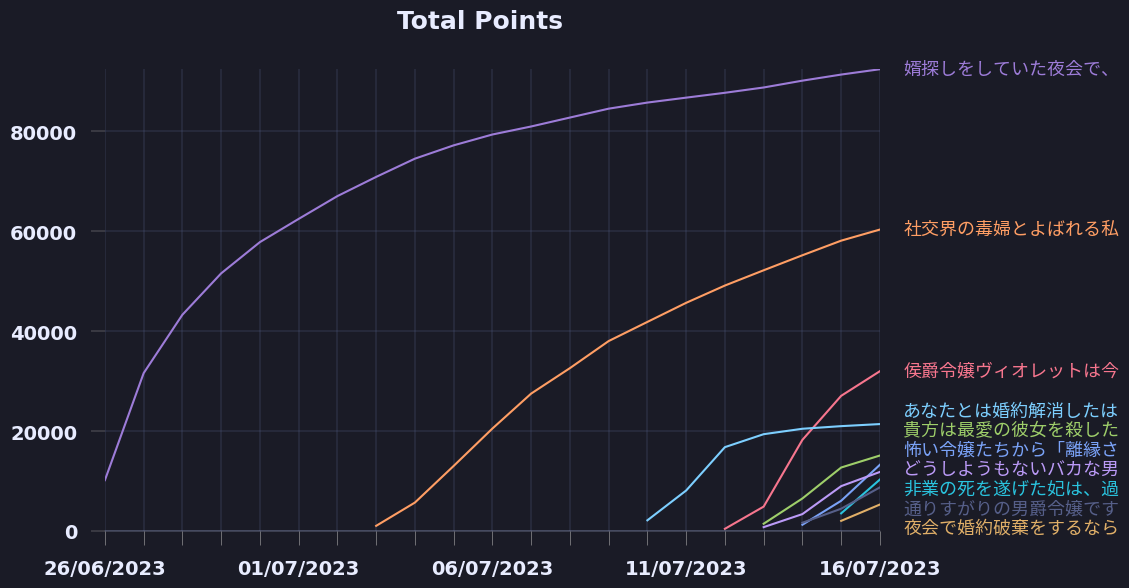 Total Points
婿探しをしていた夜会で、
80000
社交界の毒婦とよばれる私
60000
侯爵令嬢ヴィオレットは今
40000
あなたとは婚約解消したは
貴方は最愛の彼女を殺した
20000
怖い令嬢たちから「離縁さ
どうしようもないバカな男
非業の死を遂げた妃は、過
通りすがりの男爵令嬢です
夜会で婚約破棄をするなら
0
26/06/2023 01/07/2023 06/07/2023 11/07/2023 16/07/2023